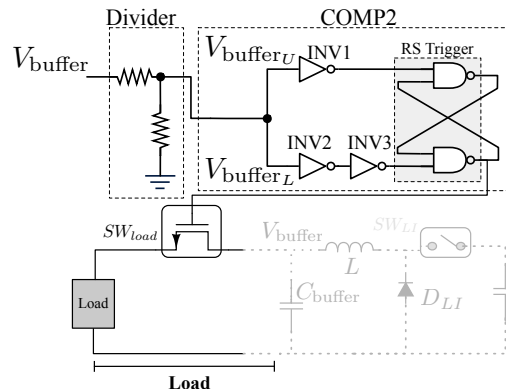 Divider COMP2
V_buffer
V_buffer_U INV1 RS Trigger
INV2 INV3
V_buffer_L
SW_load V_buffer SW_LI
L
Load C_buffer D_LI
Load